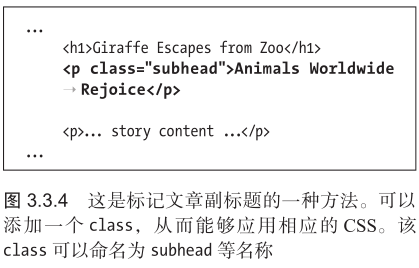 ...
<h1>Giraffe Escapes from Zoo</h1>
<p class="subhead">Animals Worldwide
→ Rejoice</p>
<p>... story content ...</p>
...
图 3.3.4 这是标记文章副标题的一种方法。可以
添加一个 class，从而能够应用相应的 CSS。该
class 可以命名为 subhead 等名称